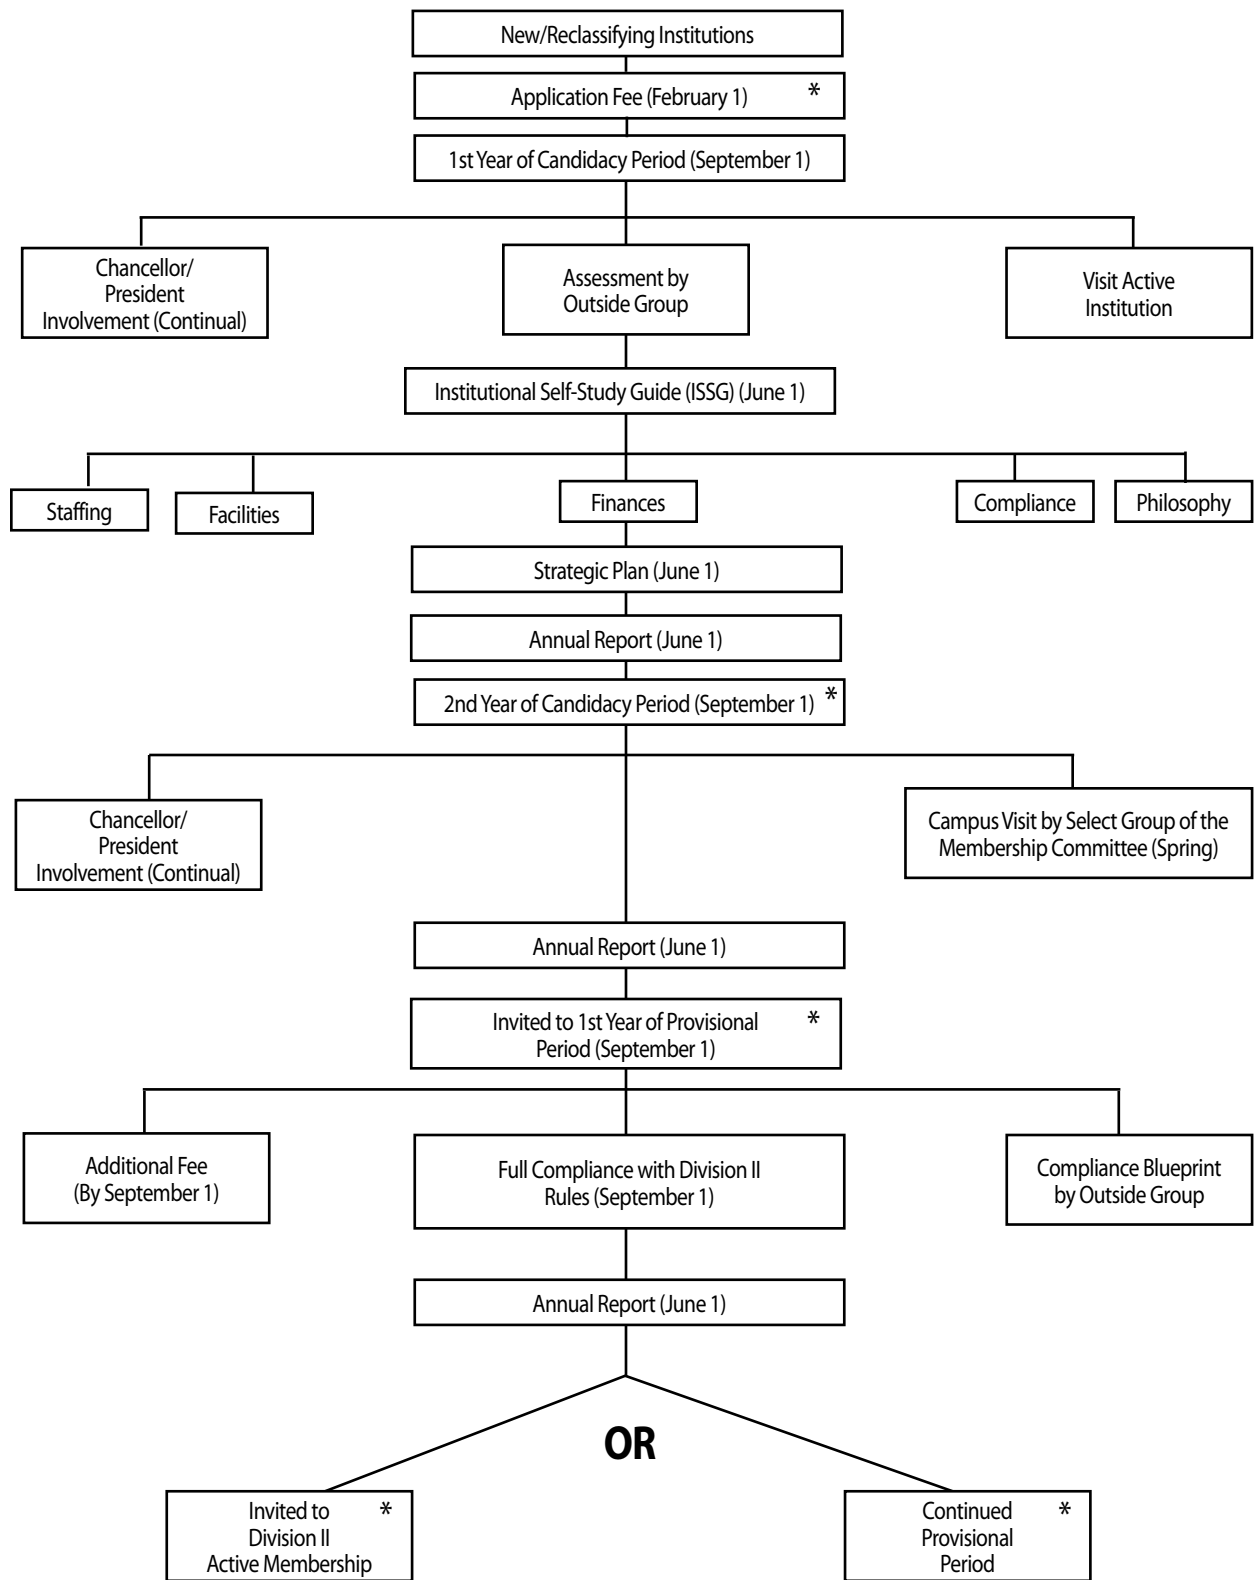 New/Reclassifying Institutions
Application Fee (February 1) *
1st Year of Candidacy Period (September 1)
Chancellor/
President
Involvement (Continual)
Assessment by
Outside Group
Visit Active
Institution
Institutional Self-Study Guide (ISSG) (June 1)
Staffing
Facilities
Finances
Compliance
Philosophy
Strategic Plan (June 1)
Annual Report (June 1)
2nd Year of Candidacy Period (September 1) *
Chancellor/
President
Involvement (Continual)
Campus Visit by Select Group of the
Membership Committee (Spring)
Annual Report (June 1)
Invited to 1st Year of Provisional *
Period (September 1)
Additional Fee
(By September 1)
Full Compliance with Division II
Rules (September 1)
Compliance Blueprint
by Outside Group
Annual Report (June 1)
OR
Invited to *
Division II
Active Membership
Continued *
Provisional
Period